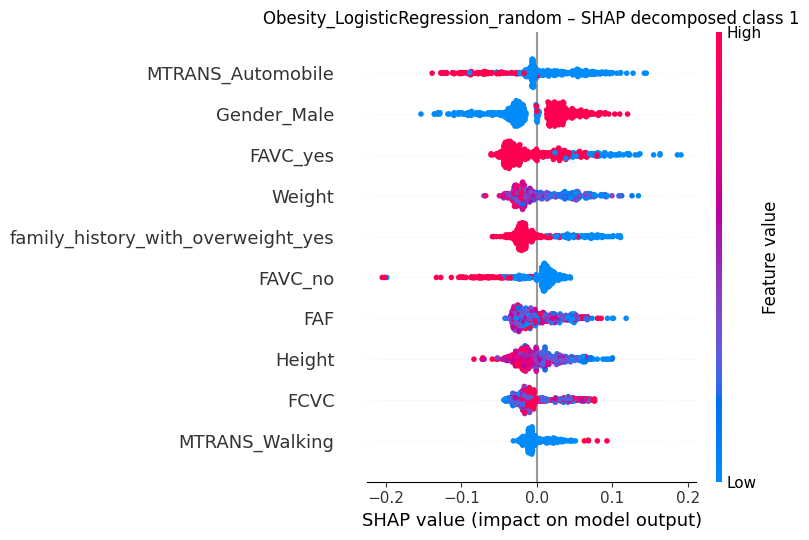 Obesity_LogisticRegression_random – SHAP decomposed class 1
High
MTRANS_Automobile
Gender_Male
FAVC_yes
Weight
family_history_with_overweight_yes
FAVC_no
FAF
Height
FCVC
MTRANS_Walking
Feature value
Low
−0.2 −0.1 0.0 0.1 0.2
SHAP value (impact on model output)